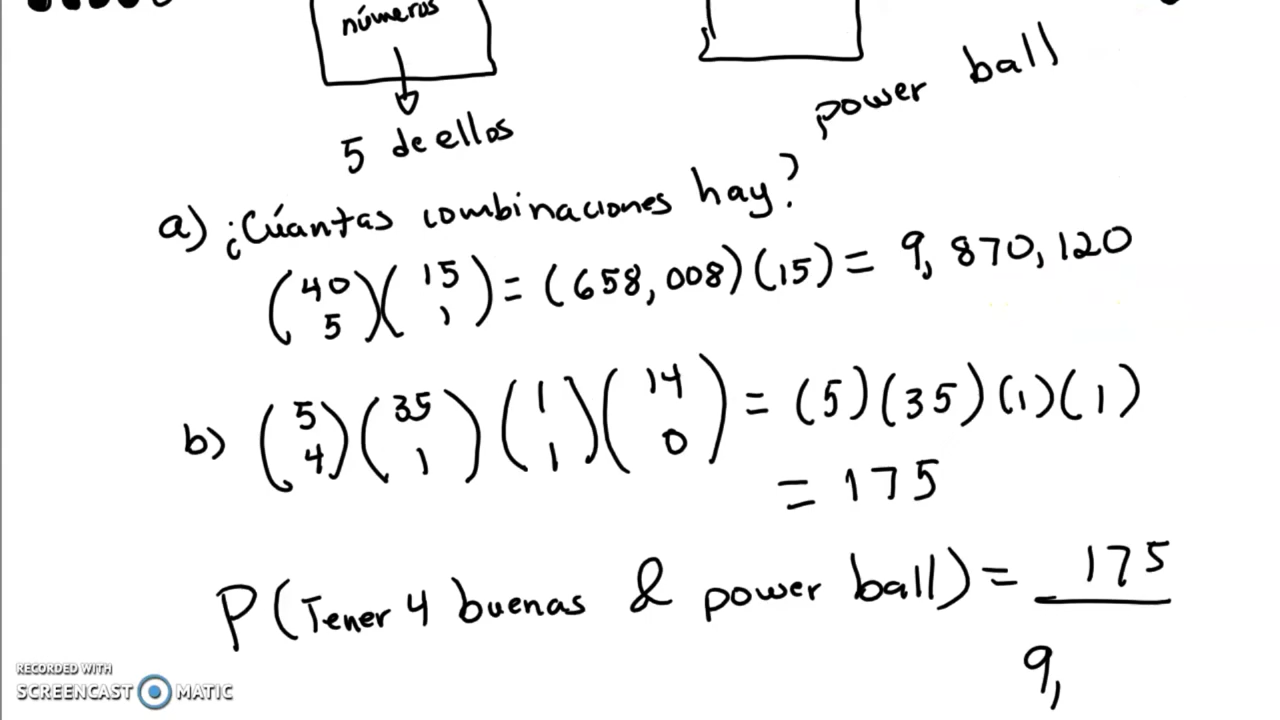 números
5 de ellos
power ball
a) ¿Cúantas combinaciones hay?
(40 5)(15 1) = (658,008)(15) = 9,870,120
b) (5 4)(35 1)(1 1)(14 0) = (5)(35)(1)(1)
= 175
P(Tener 4 buenas & power ball) = 175
9,
RECORDED WITH
SCREENCAST MATIC